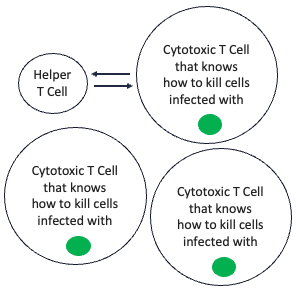 Helper
T Cell
Cytotoxic T Cell
that knows
how to kill cells
infected with
Cytotoxic T Cell
that knows
how to kill cells
infected with
Cytotoxic T Cell
that knows
how to kill cells
infected with